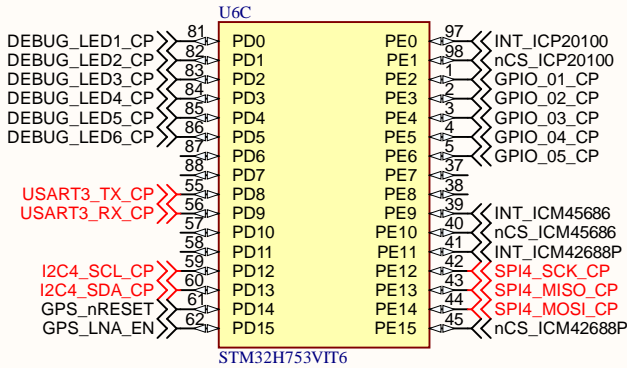 U6C
DEBUG_LED1_CP 81 PD0 PE0 97 INT_ICP20100
DEBUG_LED2_CP 82 PD1 PE1 98 nCS_ICP20100
DEBUG_LED3_CP 83 PD2 PE2 1 GPIO_01_CP
DEBUG_LED4_CP 84 PD3 PE3 2 GPIO_02_CP
DEBUG_LED5_CP 85 PD4 PE4 3 GPIO_03_CP
DEBUG_LED6_CP 86 PD5 PE5 4 GPIO_04_CP
87 PD6 PE6 5 GPIO_05_CP
88 PD7 PE7 37
USART3_TX_CP 55 PD8 PE8 38
USART3_RX_CP 56 PD9 PE9 39 INT_ICM45686
57 PD10 PE10 40 nCS_ICM45686
58 PD11 PE11 41 INT_ICM42688P
I2C4_SCL_CP 59 PD12 PE12 42 SPI4_SCK_CP
I2C4_SDA_CP 60 PD13 PE13 43 SPI4_MISO_CP
GPS_nRESET 61 PD14 PE14 44 SPI4_MOSI_CP
GPS_LNA_EN 62 PD15 PE15 45 nCS_ICM42688P
STM32H753VIT6